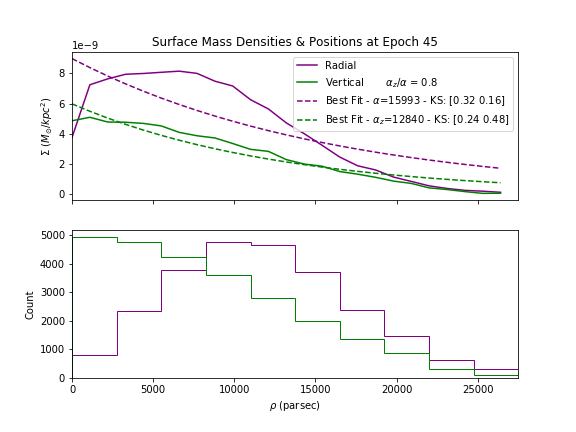 Surface Mass Densities & Positions at Epoch 45
1e−9
8
6
4
2
0
Σ (M⊙/kpc²)
Radial
Vertical αz/α = 0.8
Best Fit - α=15993 - KS: [0.32 0.16]
Best Fit - αz=12840 - KS: [0.24 0.48]
5000
4000
3000
2000
1000
0
Count
0 5000 10000 15000 20000 25000
ρ (parsec)